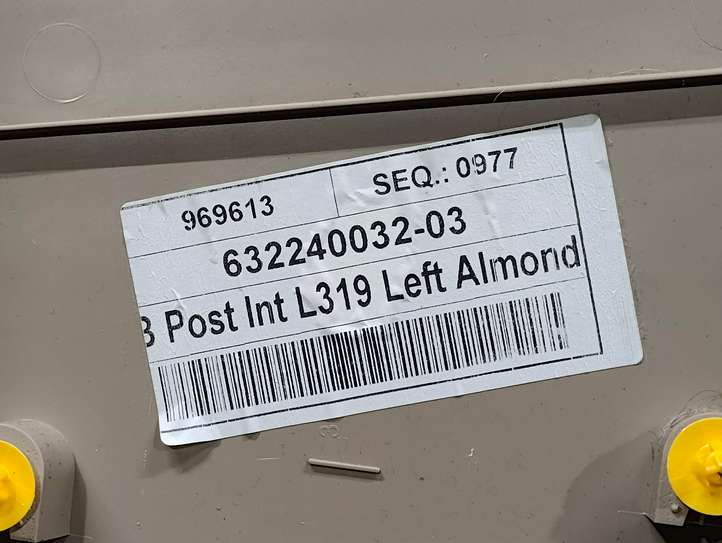 969613 SEQ.: 0977
632240032-03
B Post Int L319 Left Almond